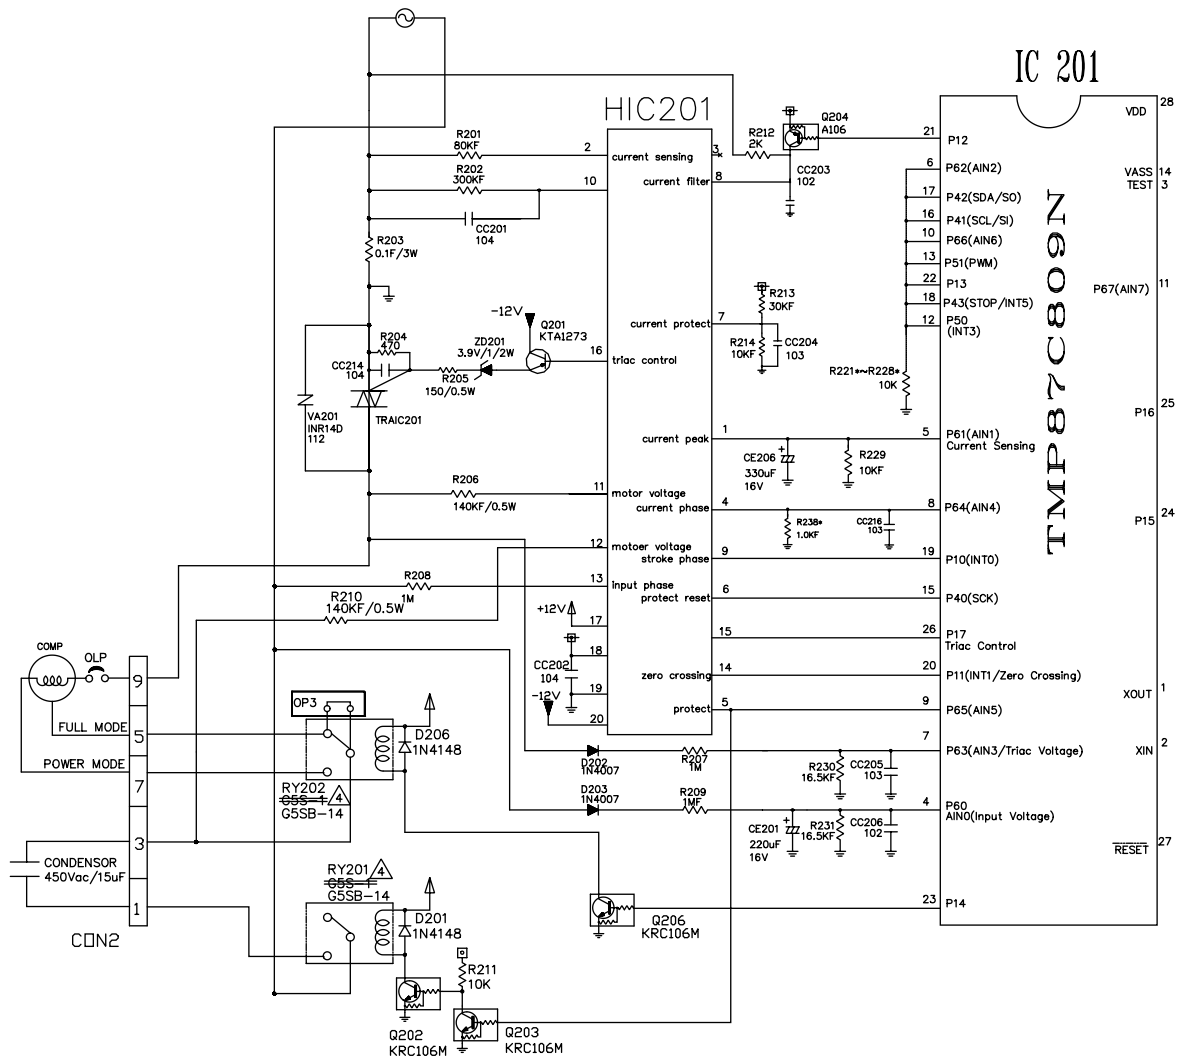 IC 201
HIC201
TMP87C809N
R201
80KF
R202
300KF
CC201
104
R203
0.1F/3W
2
current sensing
3
10
current filter
8
R212
2K
Q204
A106
CC203
102
21
P12
28
VDD
6
P62(AIN2)
14
VASS
TEST
3
17
P42(SDA/SO)
16
P41(SCL/SI)
10
P66(AIN6)
13
P51(PWM)
22
P13
18
P43(STOP/INT5)
12
P50
(INT3)
P67(AIN7)
11
-12V
Q201
KTA1273
R204
470
CC214
104
ZD201
3.9V/1/2W
R205
150/0.5W
TRAIC201
VA201
INR14D
112
16
triac control
current protect
7
R213
30KF
R214
10KF
CC204
103
R221*~R228*
10K
P16
25
current peak
1
CE206
330uF
16V
R229
10KF
5
P61(AIN1)
Current Sensing
R206
140KF/0.5W
11
motor voltage
current phase
4
R238*
1.0KF
CC216
103
8
P64(AIN4)
P15
24
12
motoer voltage
stroke phase
9
19
P10(INT0)
R208
1M
13
input phase
protect reset
6
15
P40(SCK)
R210
140KF/0.5W
+12V
17
18
CC202
104
-12V
19
20
15
26
P17
Triac Control
zero crossing
14
20
P11(INT1/Zero Crossing)
protect
5
9
P65(AIN5)
XOUT
1
D202
1N4007
R207
1M
R230
16.5KF
CC205
103
7
P63(AIN3/Triac Voltage)
XIN
2
D203
1N4007
R209
1MF
CE201
220uF
16V
R231
16.5KF
CC206
102
4
P60
AIN0(Input Voltage)
RESET
27
COMP
OLP
9
FULL MODE
5
POWER MODE
7
3
CONDENSOR
450Vac/15uF
1
CON2
OP3
D206
1N4148
RY202
G5S-1
4
G5SB-14
RY201
G5S-1
4
G5SB-14
D201
1N4148
Q206
KRC106M
23
P14
R211
10K
Q202
KRC106M
Q203
KRC106M